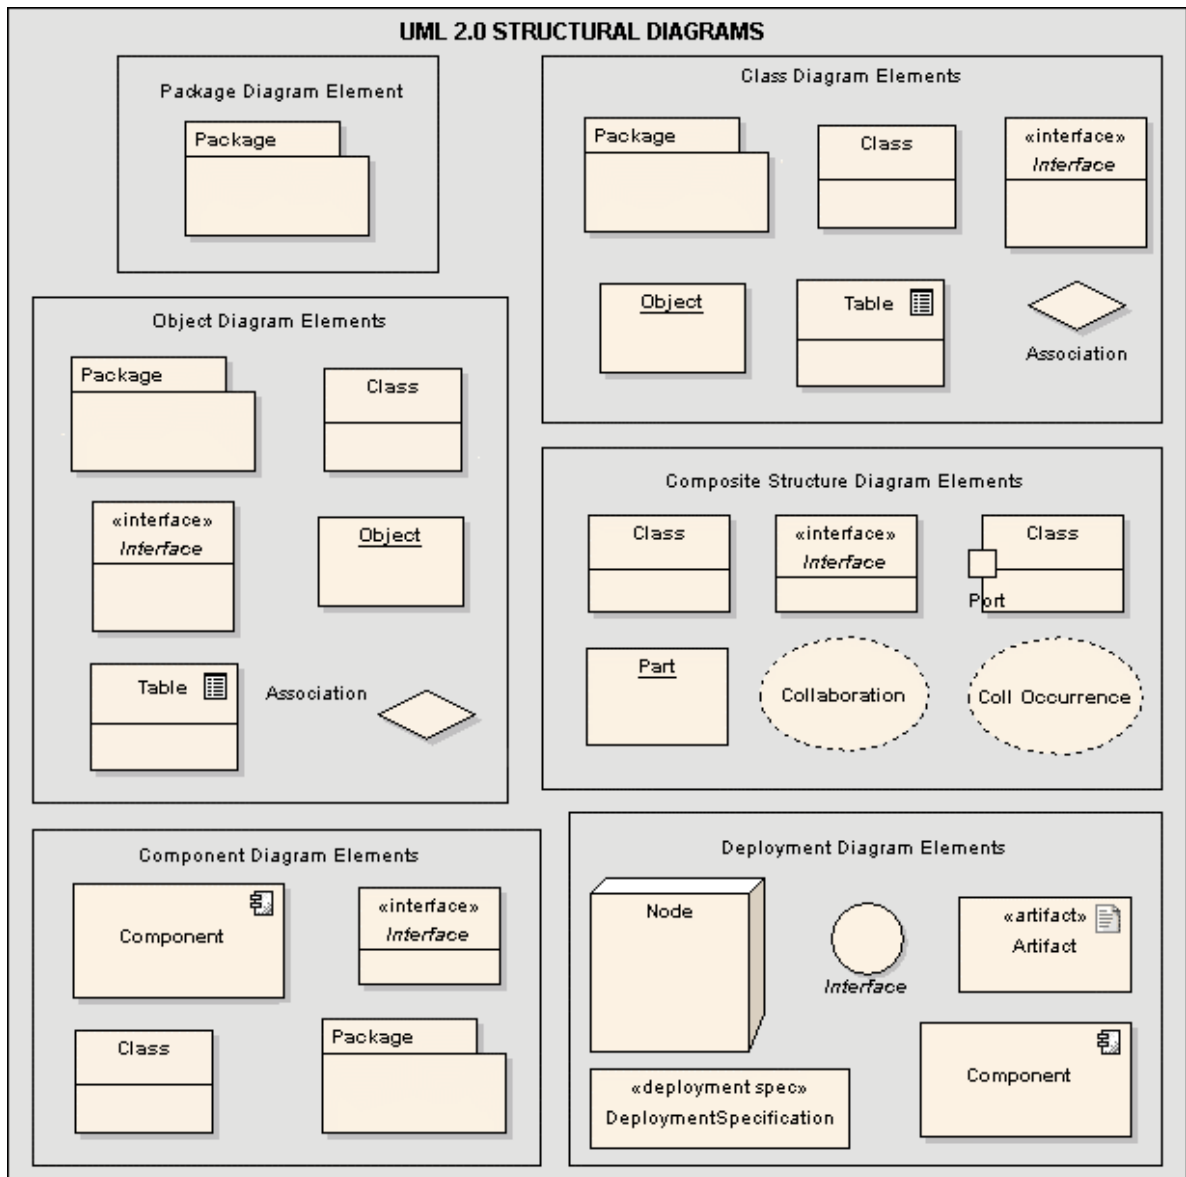 UML 2.0 STRUCTURAL DIAGRAMS
Package Diagram Element
Package
Class Diagram Elements
Package
Class
«interface»
Interface
Object
Table
Association
Object Diagram Elements
Package
Class
«interface»
Interface
Object
Table
Association
Composite Structure Diagram Elements
Class
«interface»
Interface
Class
Port
Part
Collaboration
Coll Occurrence
Component Diagram Elements
Component
«interface»
Interface
Class
Package
Deployment Diagram Elements
Node
Interface
«artifact»
Artifact
«deployment spec»
DeploymentSpecification
Component